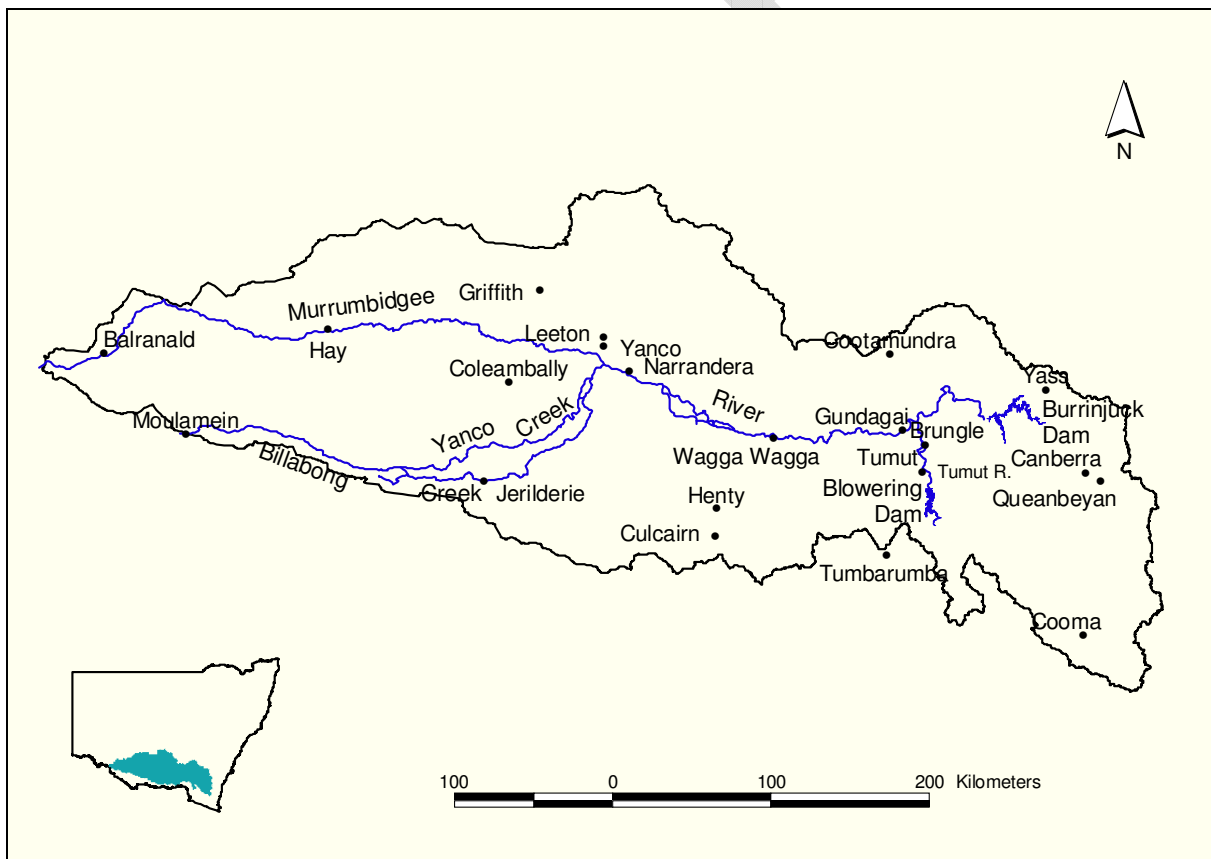 N
Griffith
Murrumbidgee
Balranald
Hay
Leeton
Yanco
Narrandera
Coleambally
Cootamundra
Yass
Burrinjuck
Dam
River
Gundagai
Brungle
Moulamein
Yanco
Creek
Billabong
Creek
Jerilderie
Wagga Wagga
Tumut
Tumut R.
Canberra
Queanbeyan
Blowering
Dam
Henty
Culcairn
Tumbarumba
Cooma
100
0
100
200
Kilometers